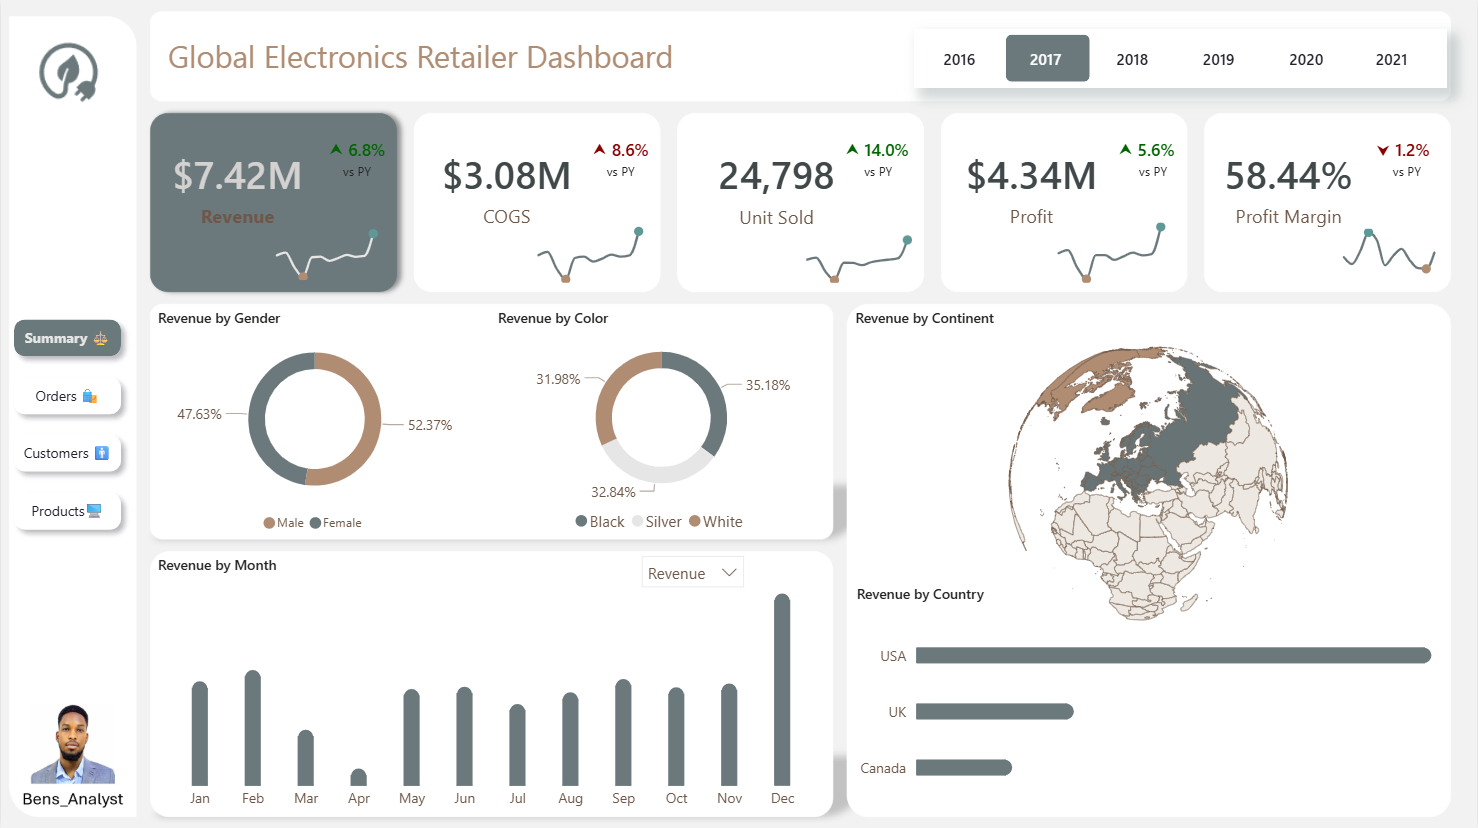 Global Electronics Retailer Dashboard
2016 2017 2018 2019 2020 2021
$7.42M
6.8%
vs PY
Revenue
$3.08M
8.6%
vs PY
COGS
24,798
14.0%
vs PY
Unit Sold
$4.34M
5.6%
vs PY
Profit
58.44%
1.2%
vs PY
Profit Margin
Summary
Orders
Customers
Products
Bens_Analyst
Revenue by Gender
47.63%
52.37%
Male Female
Revenue by Color
31.98%
35.18%
32.84%
Black Silver White
Revenue by Month
Revenue
Jan Feb Mar Apr May Jun Jul Aug Sep Oct Nov Dec
Revenue by Continent
Revenue by Country
USA
UK
Canada